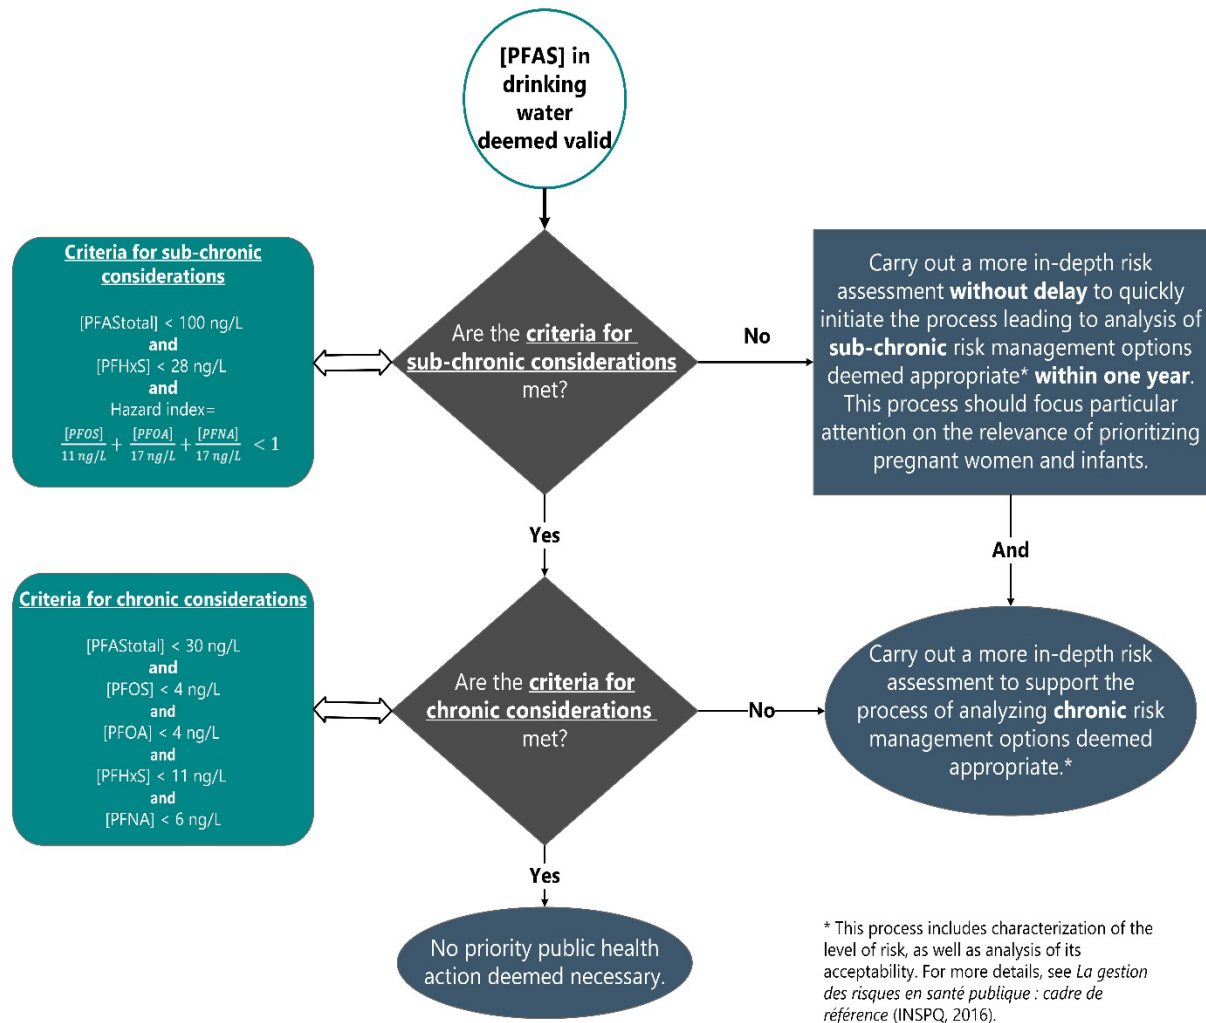 [PFAS] in
drinking
water
deemed valid
Criteria for sub-chronic
considerations
[PFAStotal] < 100 ng/L
and
[PFHxS] < 28 ng/L
and
Hazard index=
[PFOS]/11 ng/L + [PFOA]/17 ng/L + [PFNA]/17 ng/L < 1
Are the criteria for
sub-chronic considerations
met?
No
Carry out a more in-depth risk
assessment without delay to quickly
initiate the process leading to analysis of
sub-chronic risk management options
deemed appropriate* within one year.
This process should focus particular
attention on the relevance of prioritizing
pregnant women and infants.
Yes
And
Criteria for chronic considerations
[PFAStotal] < 30 ng/L
and
[PFOS] < 4 ng/L
and
[PFOA] < 4 ng/L
and
[PFHxS] < 11 ng/L
and
[PFNA] < 6 ng/L
Are the criteria for
chronic considerations
met?
No
Carry out a more in-depth risk
assessment to support the
process of analyzing chronic risk
management options deemed
appropriate.*
Yes
No priority public health
action deemed necessary.
* This process includes characterization of the
level of risk, as well as analysis of its
acceptability. For more details, see La gestion
des risques en santé publique : cadre de
référence (INSPQ, 2016).